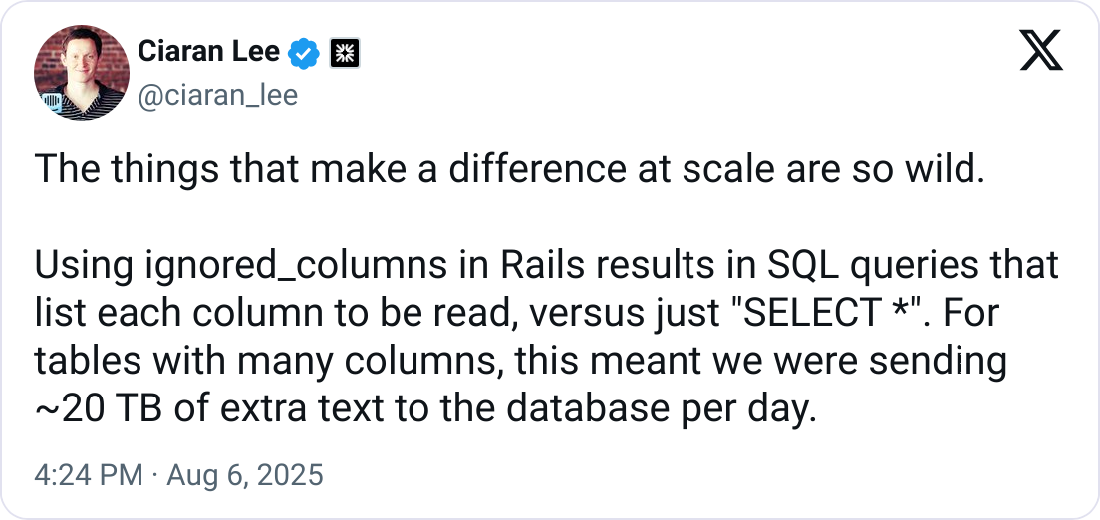 Ciaran Lee
@ciaran_lee
The things that make a difference at scale are so wild.
Using ignored_columns in Rails results in SQL queries that
list each column to be read, versus just "SELECT *". For
tables with many columns, this meant we were sending
~20 TB of extra text to the database per day.
4:24 PM · Aug 6, 2025